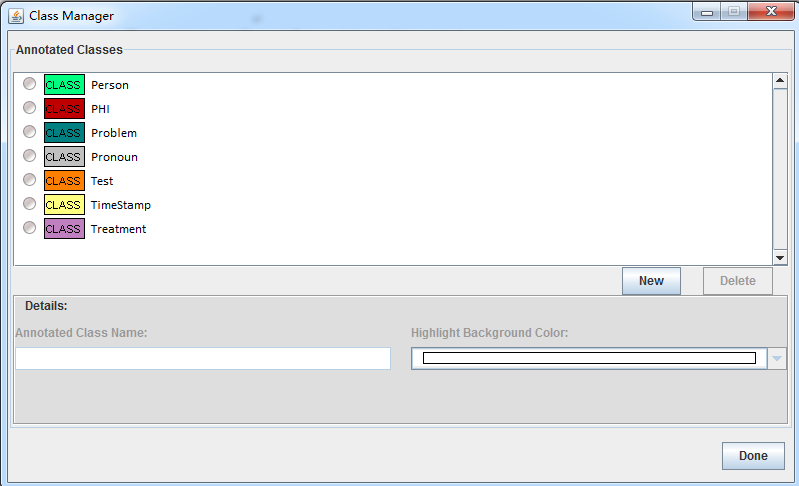 Class Manager
Annotated Classes
CLASS Person
CLASS PHI
CLASS Problem
CLASS Pronoun
CLASS Test
CLASS TimeStamp
CLASS Treatment
New Delete
Details:
Annotated Class Name: Highlight Background Color:
Done